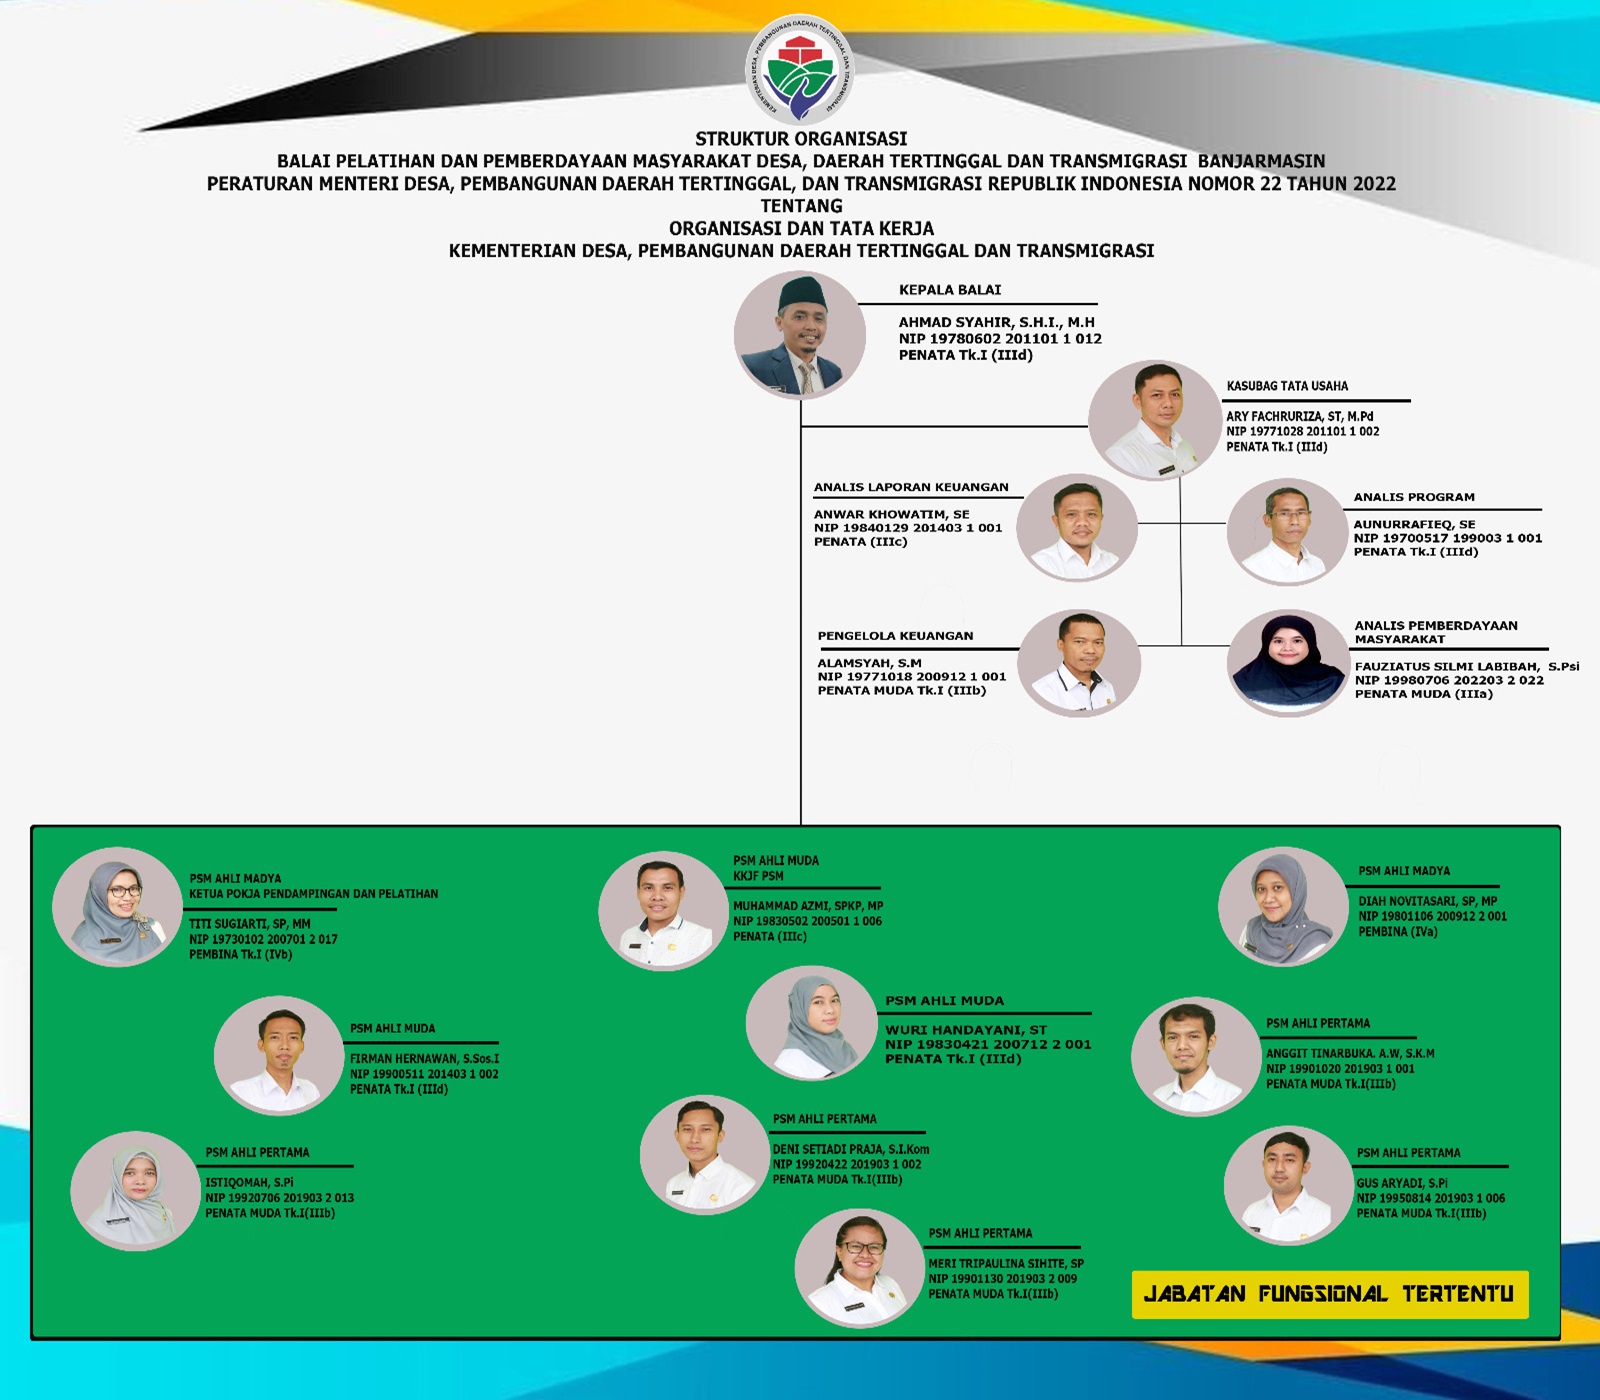 KEMENTERIAN DESA, PEMBANGUNAN DAERAH TERTINGGAL DAN TRANSMIGRASI
STRUKTUR ORGANISASI
BALAI PELATIHAN DAN PEMBERDAYAAN MASYARAKAT DESA, DAERAH TERTINGGAL DAN TRANSMIGRASI BANJARMASIN
PERATURAN MENTERI DESA, PEMBANGUNAN DAERAH TERTINGGAL, DAN TRANSMIGRASI REPUBLIK INDONESIA NOMOR 22 TAHUN 2022
TENTANG
ORGANISASI DAN TATA KERJA
KEMENTERIAN DESA, PEMBANGUNAN DAERAH TERTINGGAL DAN TRANSMIGRASI
KEPALA BALAI
AHMAD SYAHIR, S.H.I., M.H
NIP 19780602 201101 1 012
PENATA Tk.I (IIId)
KASUBAG TATA USAHA
ARY FACHRURIZA, ST, M.Pd
NIP 19771028 201101 1 002
PENATA Tk.I (IIId)
ANALIS LAPORAN KEUANGAN
ANWAR KHOWATIM, SE
NIP 19840129 201403 1 001
PENATA (IIIc)
ANALIS PROGRAM
AUNURRAFIEQ, SE
NIP 19700517 199003 1 001
PENATA Tk.I (IIId)
PENGELOLA KEUANGAN
ALAMSYAH, S.M
NIP 19771018 200912 1 001
PENATA MUDA Tk.I (IIIb)
ANALIS PEMBERDAYAAN
MASYARAKAT
FAUZIATUS SILMI LABIBAH, S.Psi
NIP 19980706 202203 2 022
PENATA MUDA (IIIa)
PSM AHLI MADYA
KETUA POKJA PENDAMPINGAN DAN PELATIHAN
TITI SUGIARTI, SP, MM
NIP 19730102 200701 2 017
PEMBINA Tk.I (IVb)
PSM AHLI MUDA
KKJF PSM
MUHAMMAD AZMI, SPKP, MP
NIP 19830502 200501 1 006
PENATA (IIIc)
PSM AHLI MADYA
DIAH NOVITASARI, SP, MP
NIP 19801106 200912 2 001
PEMBINA (IVa)
PSM AHLI MUDA
FIRMAN HERNAWAN, S.Sos.I
NIP 19900511 201403 1 002
PENATA Tk.I (IIId)
PSM AHLI MUDA
WURI HANDAYANI, ST
NIP 19830421 200712 2 001
PENATA Tk.I (IIId)
PSM AHLI PERTAMA
ANGGIT TINARBUKA. A.W, S.K.M
NIP 19901020 201903 1 001
PENATA MUDA Tk.I(IIIb)
PSM AHLI PERTAMA
ISTIQOMAH, S.Pi
NIP 19920706 201903 2 013
PENATA MUDA Tk.I(IIIb)
PSM AHLI PERTAMA
DENI SETIADI PRAJA, S.I.Kom
NIP 19920422 201903 1 002
PENATA MUDA Tk.I(IIIb)
PSM AHLI PERTAMA
GUS ARYADI, S.Pi
NIP 19950814 201903 1 006
PENATA MUDA Tk.I(IIIb)
PSM AHLI PERTAMA
MERI TRIPAULINA SIHITE, SP
NIP 19901130 201903 2 009
PENATA MUDA Tk.I(IIIb)
JABATAN FUNGSIONAL TERTENTU